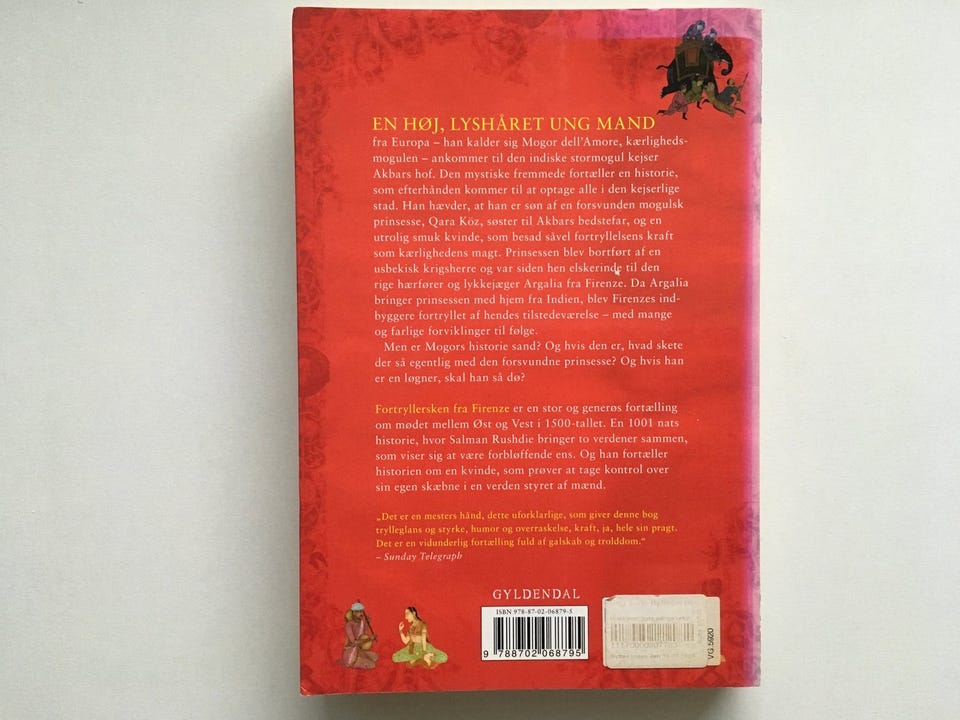 EN HØJ, LYSHÅRET UNG MAND
fra Europa – han kalder sig Mogor dell'Amore, kærligheds-
mogulen – ankommer til den indiske stormogul kejser
Akbars hof. Den mystiske fremmede fortæller en historie,
som efterhånden kommer til at optage alle i den kejserlige
stad. Han hævder, at han er søn af en forsvunden mogulsk
prinsesse, Qara Köz, søster til Akbars bedstefar, og en
utrolig smuk kvinde, som besad såvel fortryllelsens kraft
som kærlighedens magt. Prinsessen blev bortført af en
usbekisk krigsherre og var siden hen elskerinde til den
rige hærfører og lykkejæger Argalia fra Firenze. Da Argalia
bringer prinsessen med hjem fra Indien, blev Firenzes ind-
byggere fortryllet af hendes tilstedeværelse – med mange
og farlige forviklinger til følge.
Men er Mogors historie sand? Og hvis den er, hvad skete
der så egentlig med den forsvundne prinsesse? Og hvis han
er en løgner, skal han så dø?
Fortryllersken fra Firenze er en stor og generøs fortælling
om mødet mellem Øst og Vest i 1500-tallet. En 1001 nats
historie, hvor Salman Rushdie bringer to verdener sammen,
som viser sig at være forbløffende ens. Og han fortæller
historien om en kvinde, som prøver at tage kontrol over
sin egen skæbne i en verden styret af mænd.
„Det er en mesters hånd, dette uforklarlige, som giver denne bog
trylleglans og styrke, humor og overraskelse, kraft, ja, hele sin pragt.
Det er en vidunderlig fortælling fuld af galskab og trolddom.“
– Sunday Telegraph
GYLDENDAL
ISBN 978-87-02-06879-5
9 788702 068795
VG:5920